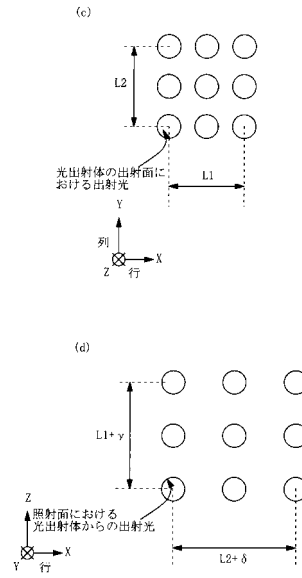 (c)
L2
光出射体の出射面に
おける出射光
L1
Y
列
Z
行
X
(d)
L1+γ
照射面における
光出射体からの出射光
Z
Y
行
X
L2+δ